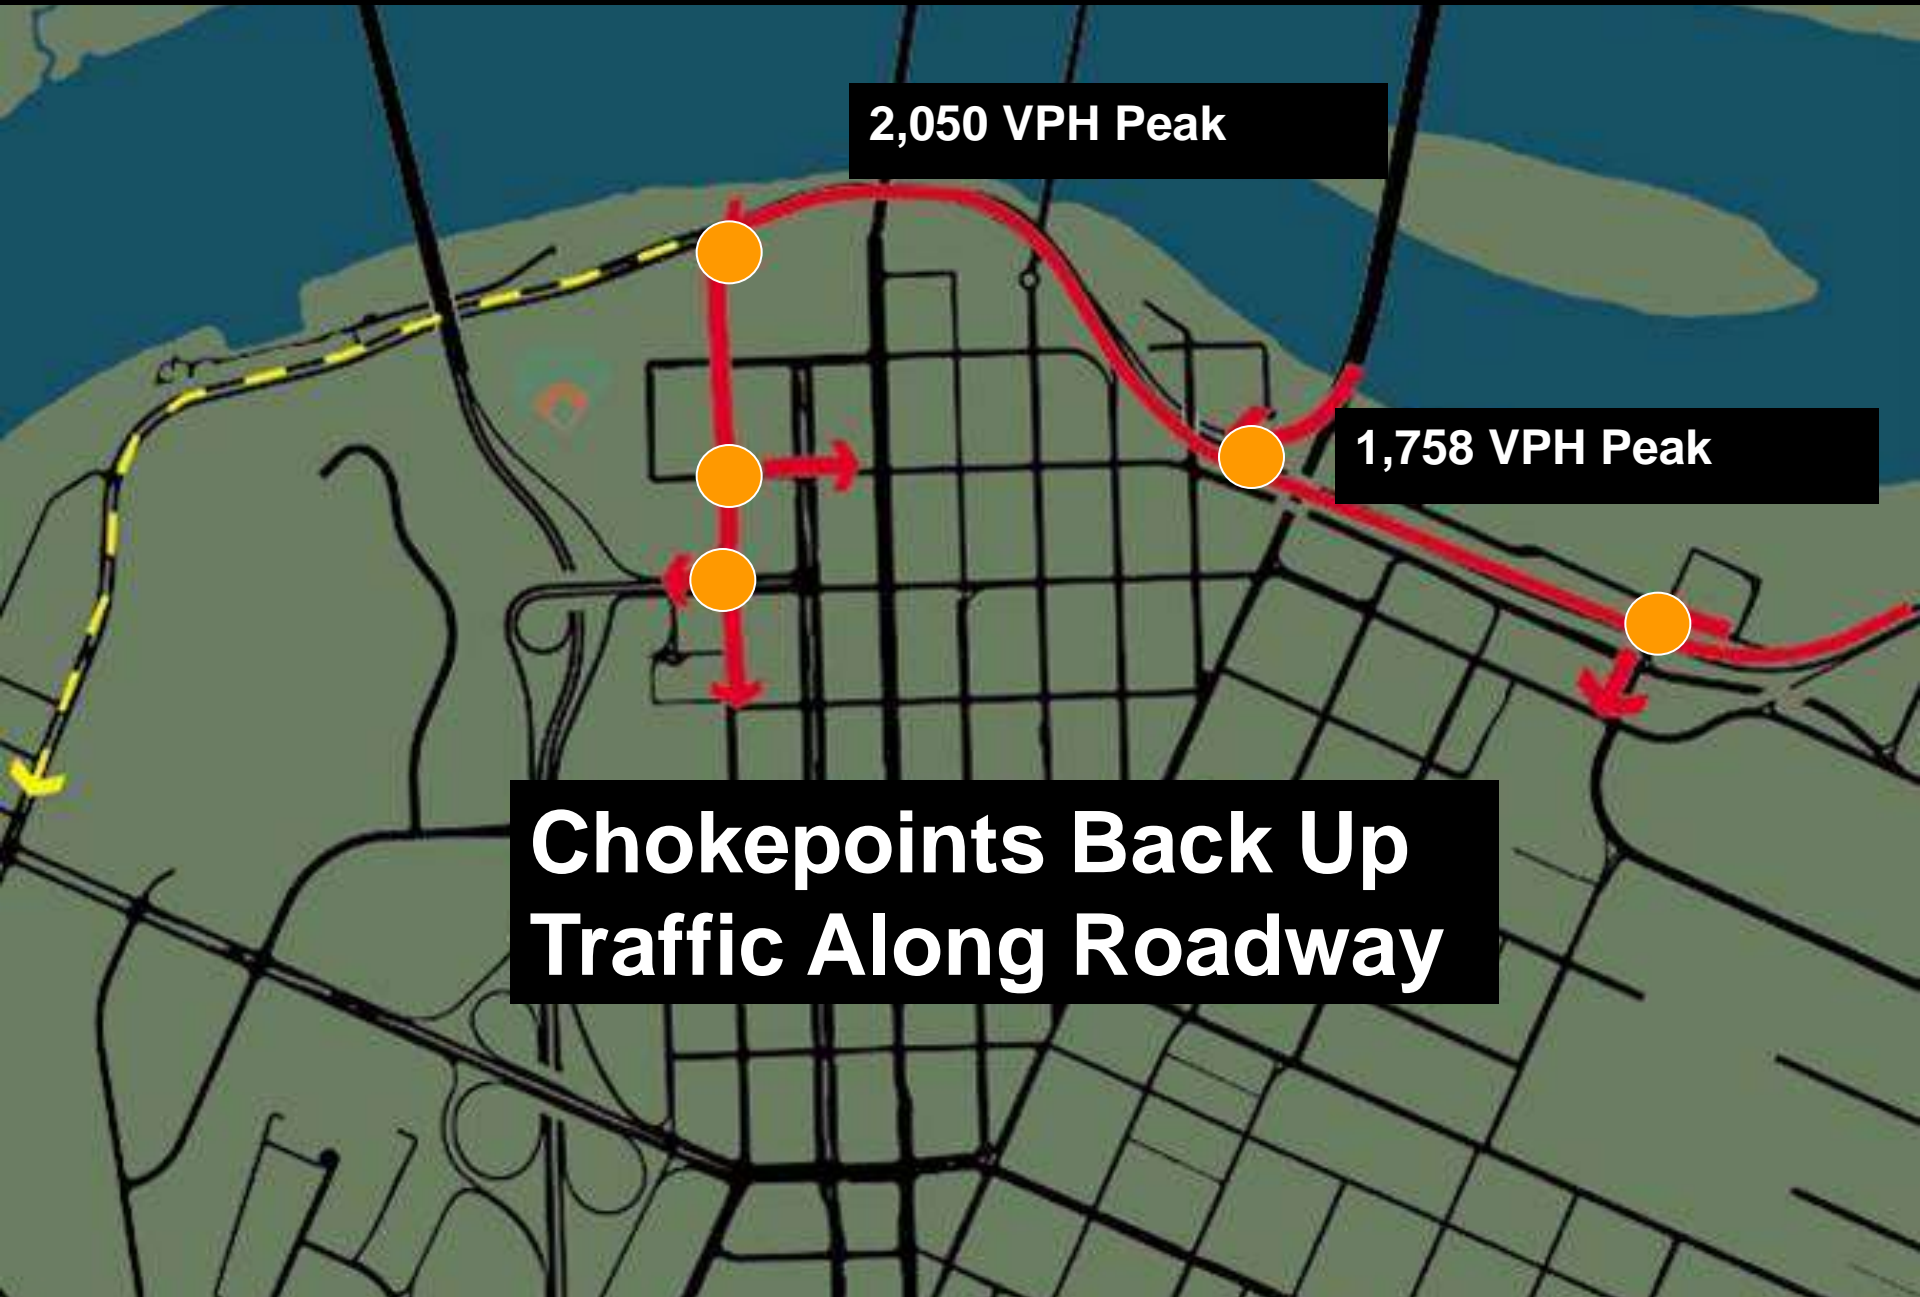 2,050 VPH Peak
1,758 VPH Peak
Chokepoints Back Up
Traffic Along Roadway